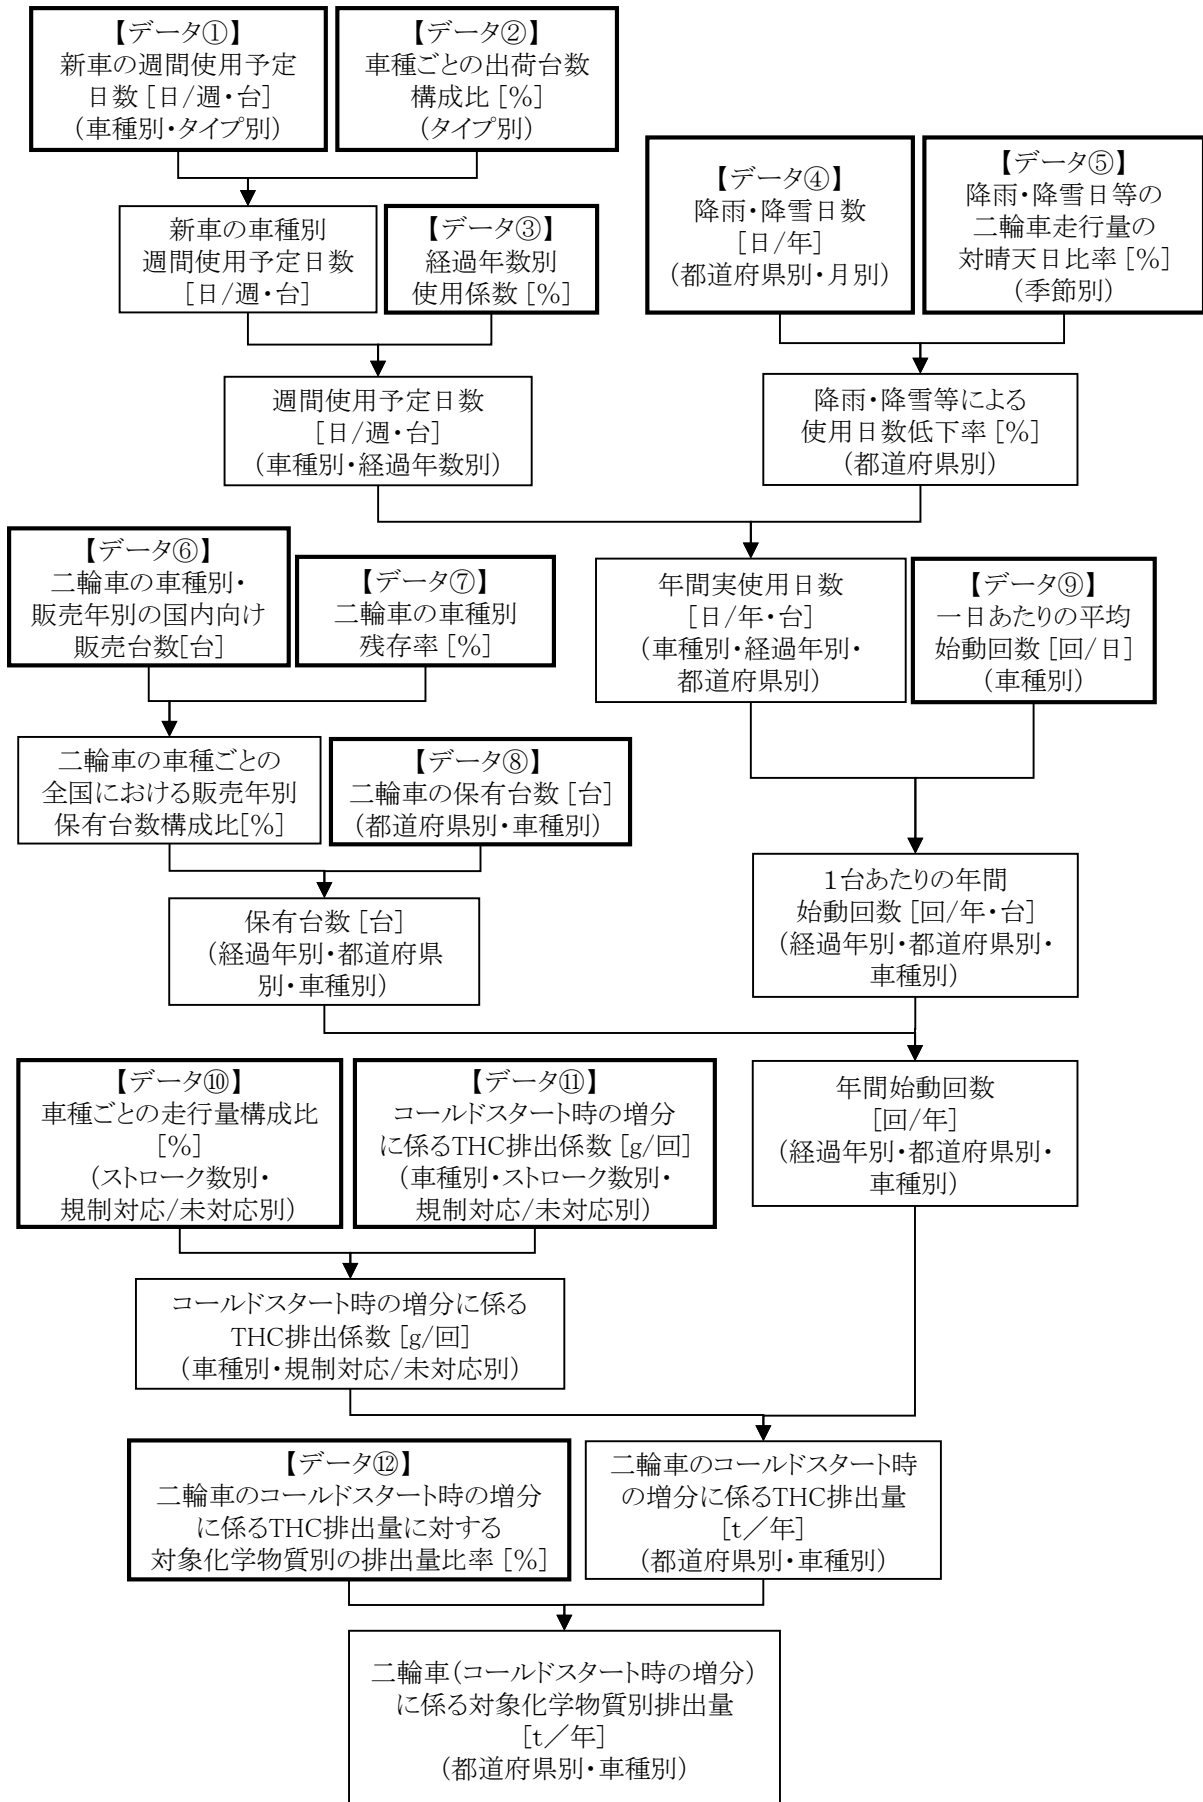 【データ①】
新車の週間使用予定
日数［日/週・台］
（車種別・タイプ別）
【データ②】
車種ごとの出荷台数
構成比［%］
（タイプ別）
【データ④】
降雨・降雪日数
［日/年］
（都道府県別・月別）
【データ⑤】
降雨・降雪日等の
二輪車走行量の
対晴天日比率［%］
（季節別）
新車の車種別
週間使用予定日数
［日/週・台］
【データ③】
経過年数別
使用係数［%］
週間使用予定日数
［日/週・台］
（車種別・経過年数別）
降雨・降雪等による
使用日数低下率［%］
（都道府県別）
【データ⑥】
二輪車の車種別・
販売年別の国内向け
販売台数[台]
【データ⑦】
二輪車の車種別
残存率［%］
年間実使用日数
［日/年・台］
（車種別・経過年別・
都道府県別）
【データ⑨】
一日あたりの平均
始動回数［回/日］
（車種別）
二輪車の車種ごとの
全国における販売年別
保有台数構成比[%]
【データ⑧】
二輪車の保有台数［台］
（都道府県別・車種別）
保有台数［台］
（経過年別・都道府県
別・車種別）
１台あたりの年間
始動回数［回/年・台］
（経過年別・都道府県別・
車種別）
【データ⑩】
車種ごとの走行量構成比
［%］
（ストローク数別・
規制対応/未対応別）
【データ⑪】
コールドスタート時の増分
に係るTHC排出係数［g/回］
（車種別・ストローク数別・
規制対応/未対応別）
年間始動回数
［回/年］
（経過年別・都道府県別・
車種別）
コールドスタート時の増分に係る
THC排出係数［g/回］
（車種別・規制対応/未対応別）
【データ⑫】
二輪車のコールドスタート時の増分
に係るTHC排出量に対する
対象化学物質別の排出量比率［%］
二輪車のコールドスタート時
の増分に係るTHC排出量
［t／年］
（都道府県別・車種別）
二輪車（コールドスタート時の増分）
に係る対象化学物質別排出量
［t／年］
（都道府県別・車種別）